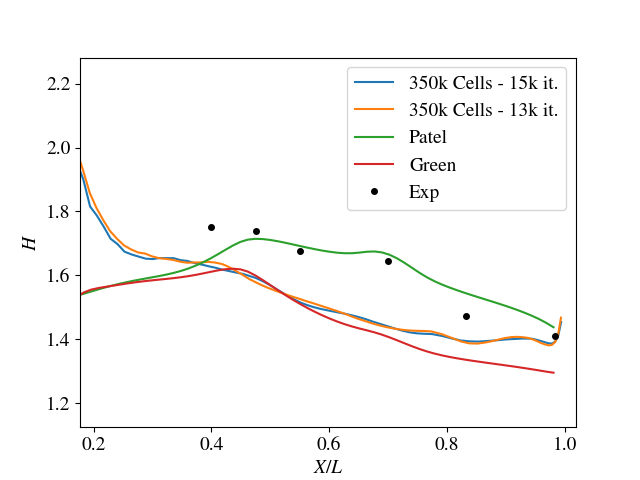 350k Cells - 15k it.
350k Cells - 13k it.
Patel
Green
Exp
H
2.2
2.0
1.8
1.6
1.4
1.2
0.2 0.4 0.6 0.8 1.0
X/L